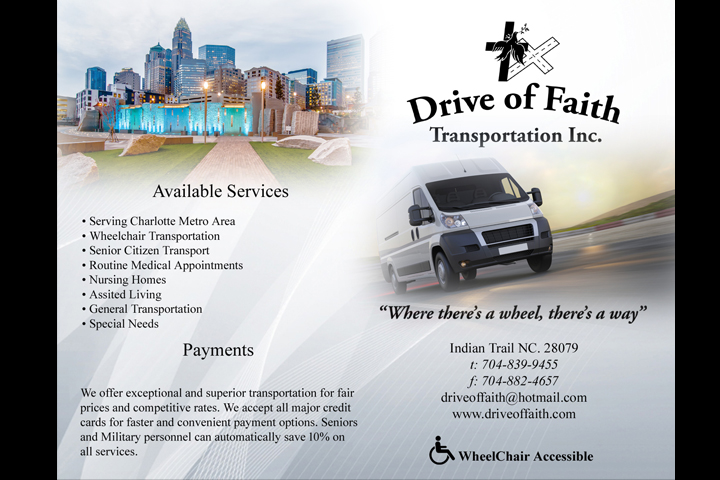 Drive of Faith
Transportation Inc.
Available Services
• Serving Charlotte Metro Area
• Wheelchair Transportation
• Senior Citizen Transport
• Routine Medical Appointments
• Nursing Homes
• Assited Living
• General Transportation
• Special Needs
Payments
We offer exceptional and superior transportation for fair
prices and competitive rates. We accept all major credit
cards for faster and convenient payment options. Seniors
and Military personnel can automatically save 10% on
all services.
“Where there’s a wheel, there’s a way”
Indian Trail NC. 28079
t: 704-839-9455
f: 704-882-4657
driveoffaith@hotmail.com
www.driveoffaith.com
WheelChair Accessible